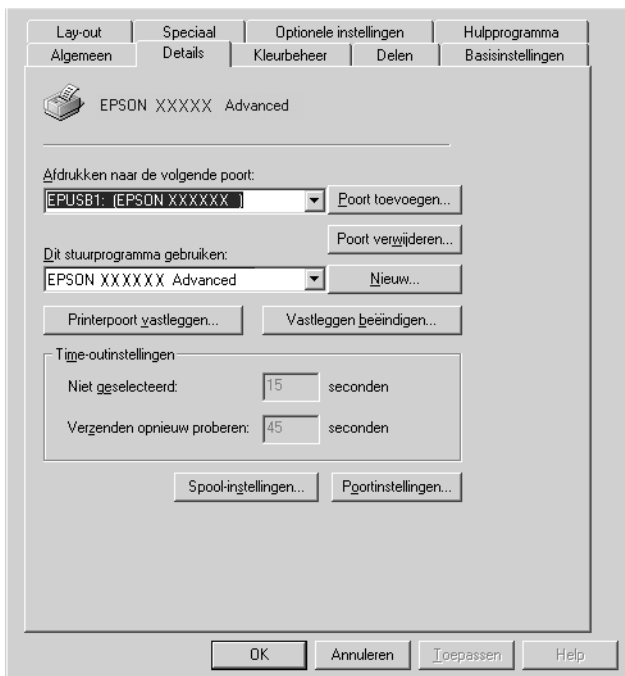 Lay-out Speciaal Optionele instellingen Hulpprogramma
Algemeen Details Kleurbeheer Delen Basisinstellingen
EPSON XXXXX Advanced
Afdrukken naar de volgende poort:
EPUSB1: (EPSON XXXXXX ) Poort toevoegen...
Poort verwijderen...
Dit stuurprogramma gebruiken:
EPSON XXXXXX Advanced Nieuw...
Printerpoort vastleggen... Vastleggen beëindigen...
Time-outinstellingen
Niet geselecteerd: 15 seconden
Verzenden opnieuw proberen: 45 seconden
Spool-instellingen... Poortinstellingen...
OK Annuleren Toepassen Help